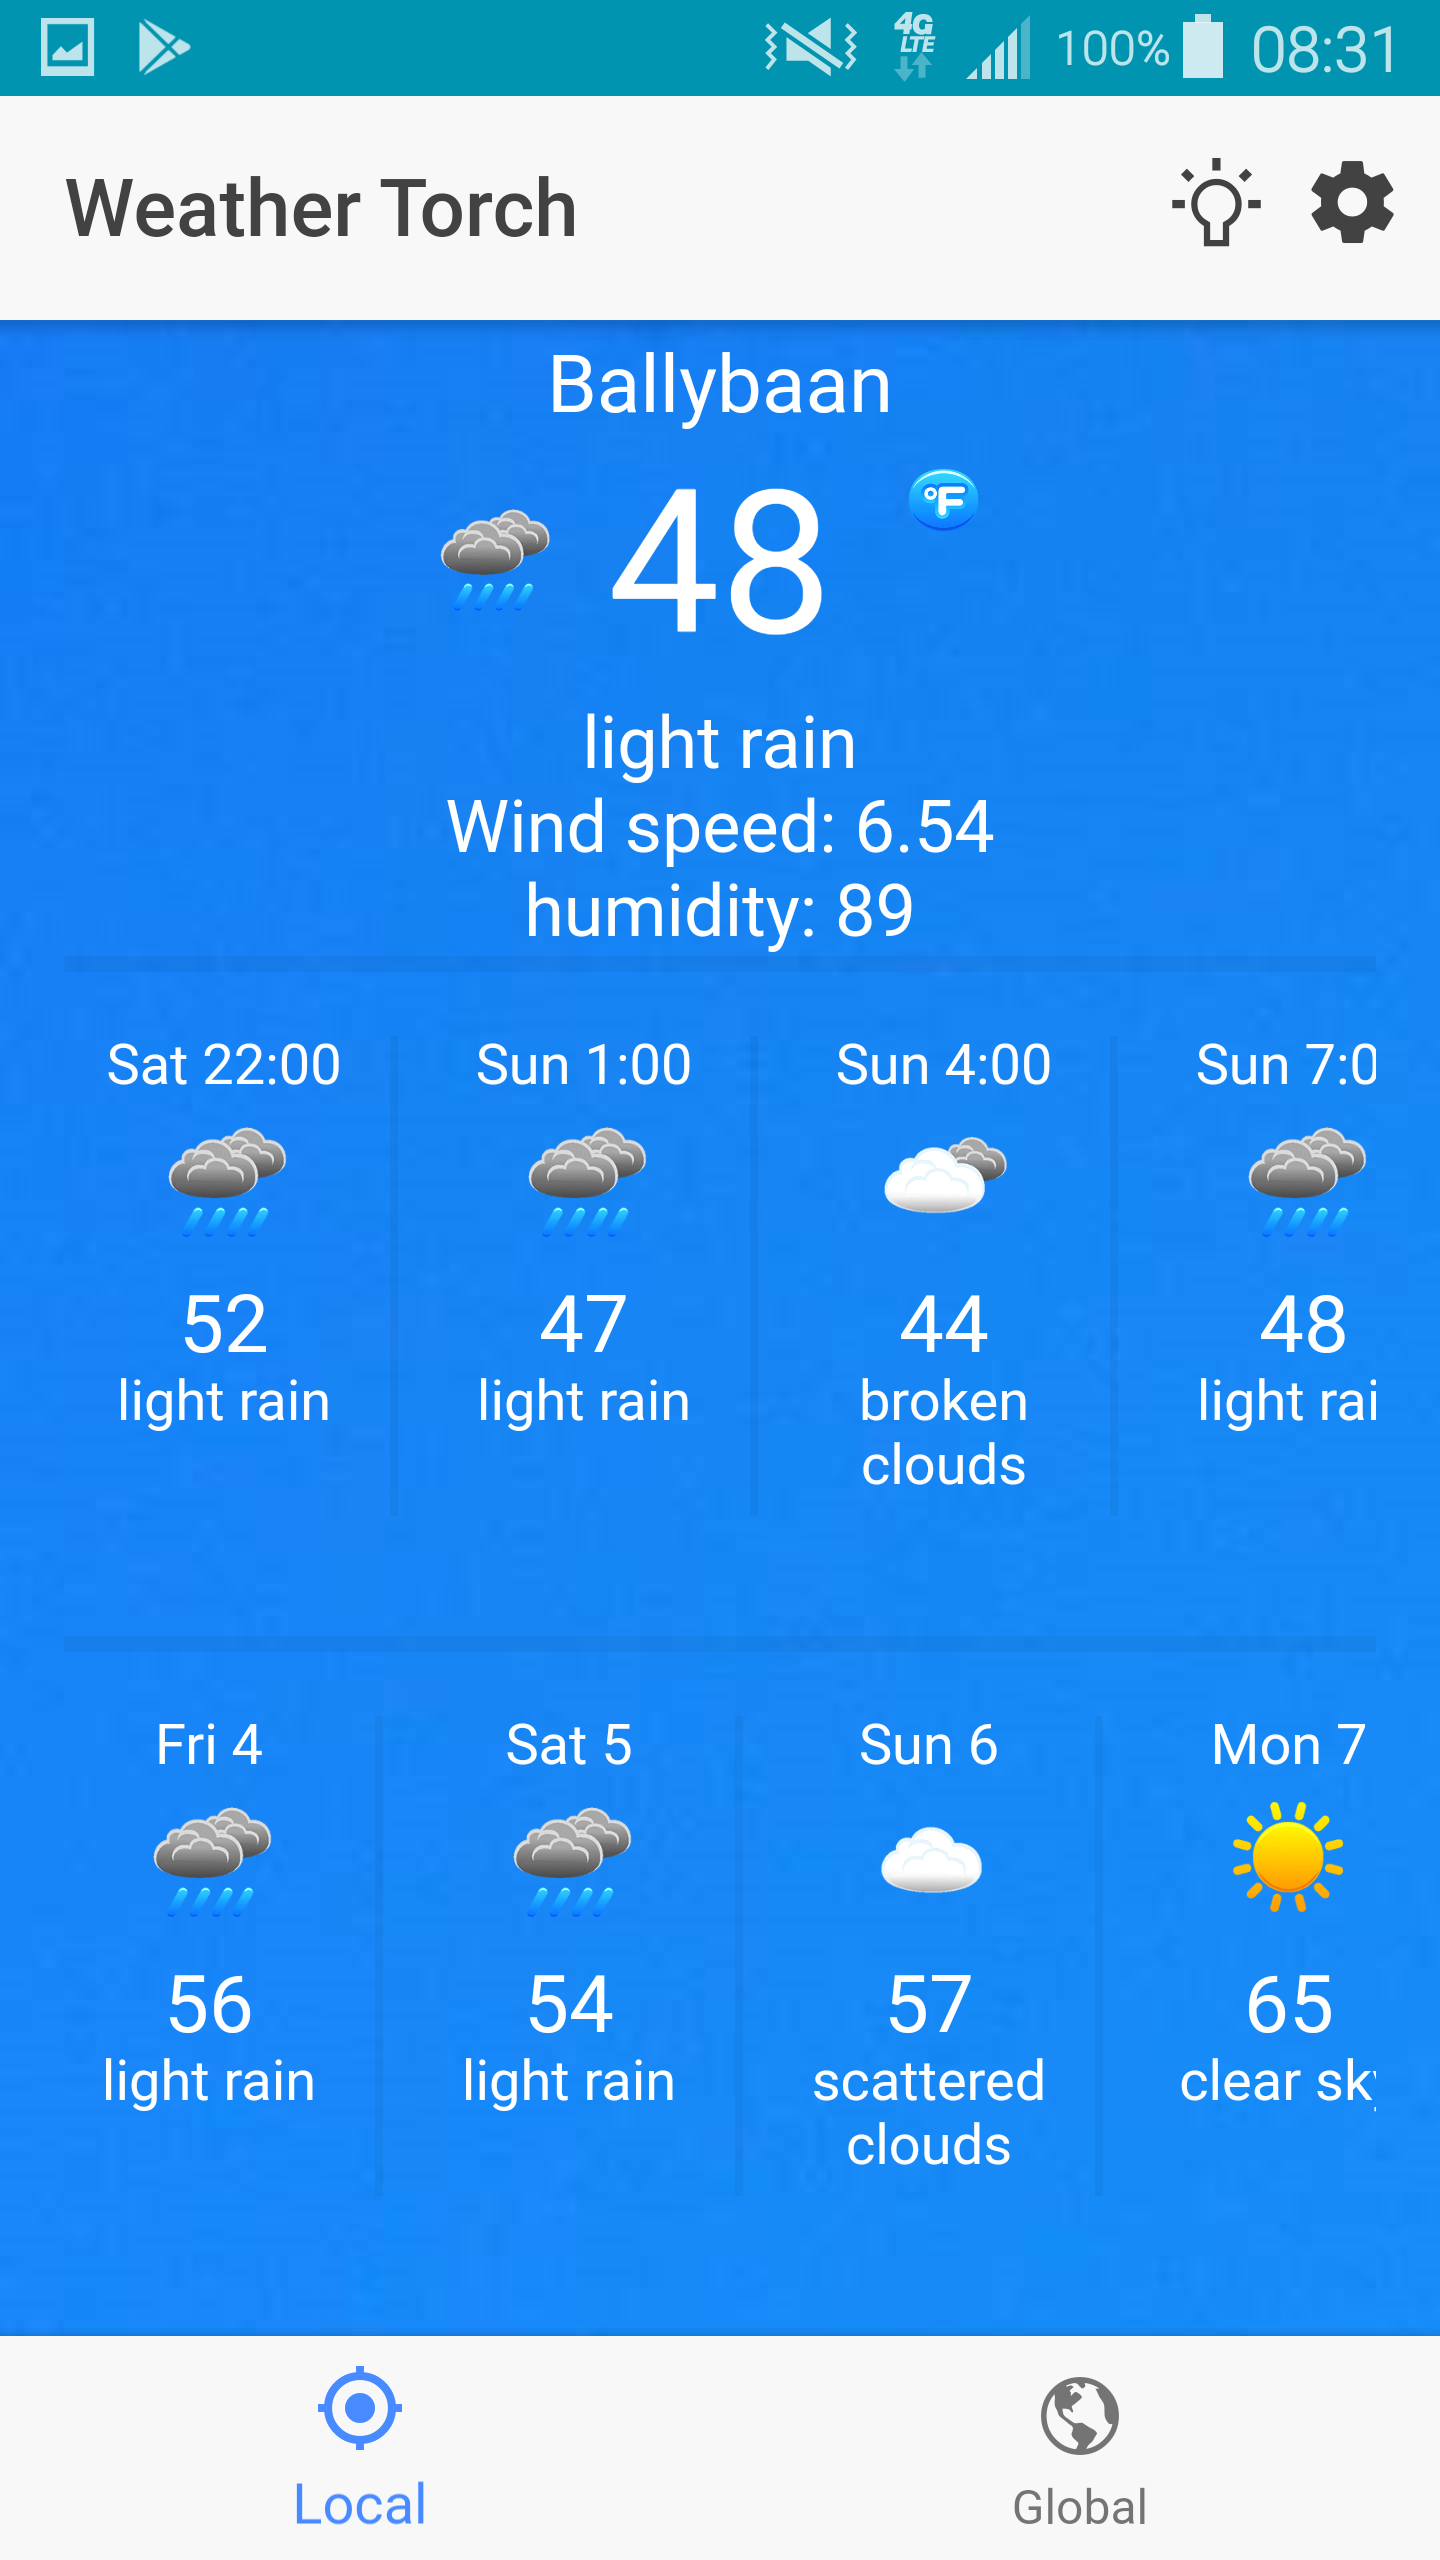 4G
LTE
100%
08:31
Weather Torch
Ballybaan
48
°F
light rain
Wind speed: 6.54
humidity: 89
Sat 22:00
Sun 1:00
Sun 4:00
Sun 7:0
52
47
44
48
light rain
light rain
broken
clouds
light rai
Fri 4
Sat 5
Sun 6
Mon 7
56
54
57
65
light rain
light rain
scattered
clouds
clear sky
Local
Global